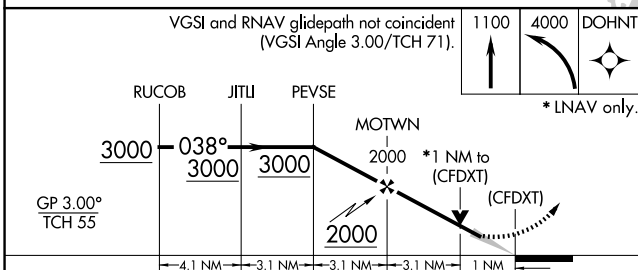 VGSI and RNAV glidepath not coincident
(VGSI Angle 3.00/TCH 71).
1100
4000
DOHNT
* LNAV only.
RUCOB
JITLI
PEVSE
MOTWN
2000
*1 NM to
(CFDXT)
(CFDXT)
3000
038°
3000
3000
2000
GP 3.00°
TCH 55
4.1 NM
3.1 NM
3.1 NM
3.1 NM
1 NM